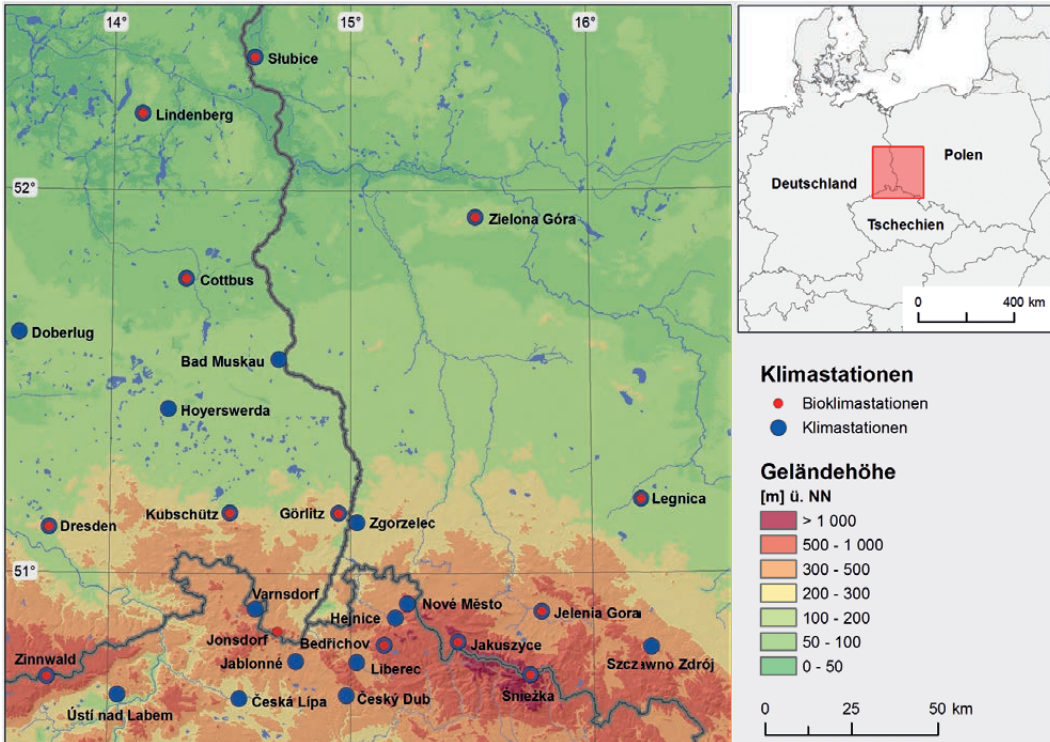 14°
15°
16°
Słubice
Lindenberg
52°
Zielona Góra
Cottbus
Doberlug
Bad Muskau
Hoyerswerda
Legnica
Kubschütz
Görlitz
Zgorzelec
Dresden
51°
Varnsdorf
Nové Město
Hejnice
Jelenia Gora
Jonsdorf
Bedřichov
Jakuszyce
Zinnwald
Jablonné
Liberec
Szczawno Zdrój
Śnieżka
Ústí nad Labem
Česká Lípa
Český Dub
Polen
Deutschland
Tschechien
0 400 km
Klimastationen
Bioklimastationen
Klimastationen
Geländehöhe
[m] ü. NN
> 1 000
500 - 1 000
300 - 500
200 - 300
100 - 200
50 - 100
0 - 50
0 25 50 km